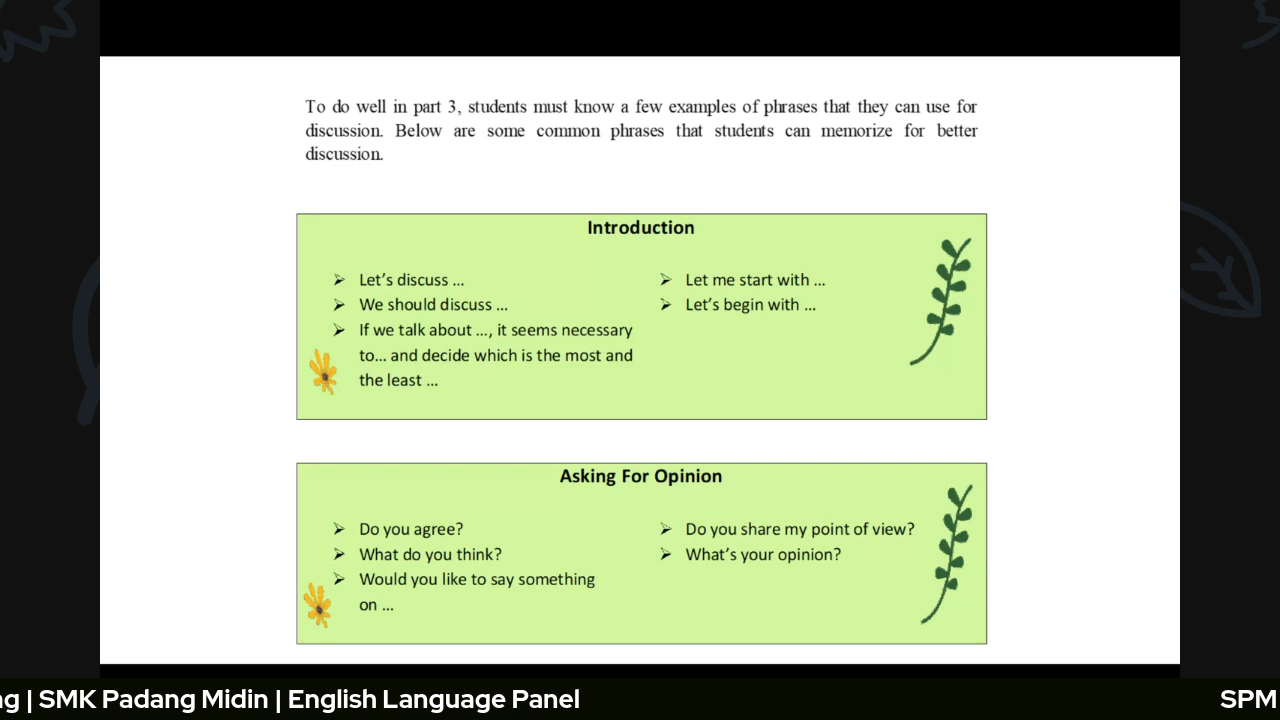 To do well in part 3, students must know a few examples of phrases that they can use for
discussion. Below are some common phrases that students can memorize for better
discussion.
Introduction
➢ Let’s discuss …
➢ We should discuss …
➢ If we talk about …, it seems necessary
to… and decide which is the most and
the least …
➢ Let me start with …
➢ Let’s begin with …
Asking For Opinion
➢ Do you agree?
➢ What do you think?
➢ Would you like to say something
on …
➢ Do you share my point of view?
➢ What’s your opinion?
| SMK Padang Midin | English Language Panel
SPM